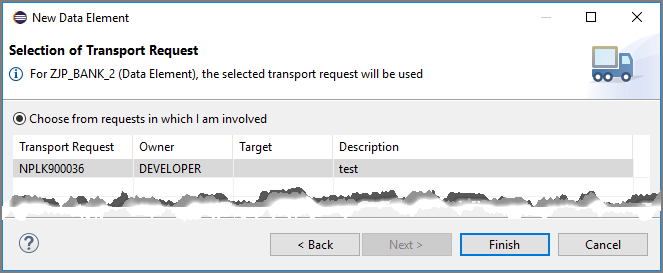 New Data Element
Selection of Transport Request
For ZJP_BANK_2 (Data Element), the selected transport request will be used
Choose from requests in which I am involved
Transport Request Owner Target Description
NPLK900036 DEVELOPER test
< Back Next > Finish Cancel